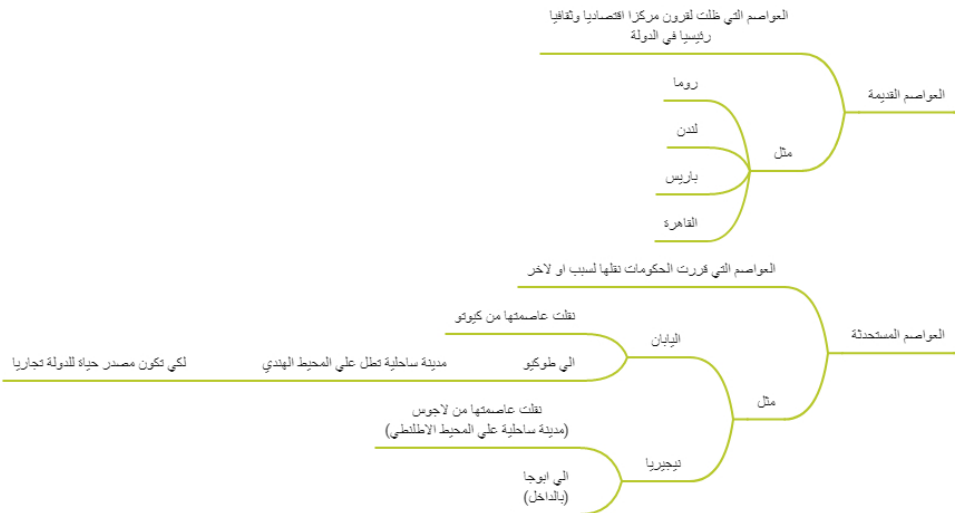 العواصم القديمة
العواصم التي ظلت لقرون مركزا اقتصاديا وثقافيا
رئيسيا في الدولة
مثل
روما
لندن
باريس
القاهرة
العواصم المستحدثة
العواصم التي قررت الحكومات نقلها لسبب او لاخر
مثل
اليابان
نقلت عاصمتها من كيوتو
الي طوكيو
مدينة ساحلية تطل علي المحيط الهندي
لكي تكون مصدر حياة للدولة تجاريا
نيجيريا
نقلت عاصمتها من لاجوس
(مدينة ساحلية علي المحيط الاطلنطي)
الي ابوجا
(بالداخل)